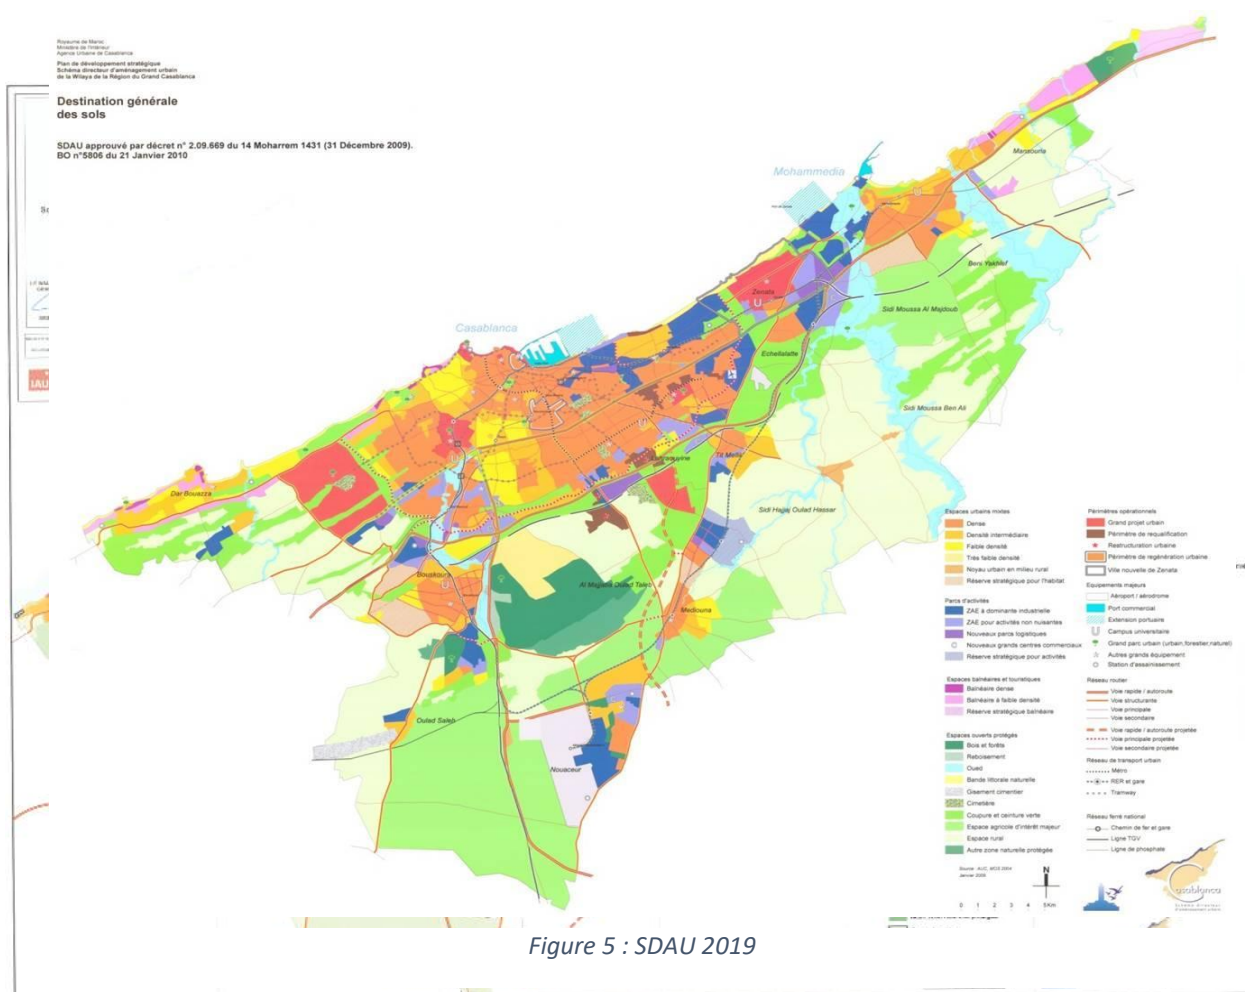 Royaume de Maroc
Ministère de l'Intérieur
Agence Urbaine de Casablanca
Plan de développement stratégique
Schéma directeur d'aménagement urbain
de la Wilaya de la Région du Grand Casablanca
Destination générale
des sols
SDAU approuvé par décret n° 2.09.669 du 14 Moharrem 1431 (31 Décembre 2009).
BO n°5806 du 21 Janvier 2010
IAU
Mansouria
Mohammedia
Beni Yakhlef
Zenata
Sidi Moussa Al Majdoub
Casablanca
Echellalatte
Sidi Moussa Ben Ali
Tit Mellil
Dar Bouazza
Sidi Hajjaj Oulad Hassar
Bouskoura
Al Majjatia Oulad Taleb
Mediouna
Oulad Saleh
Nouaceur
Espaces urbains mixtes
Dense
Densité intermédiaire
Faible densité
Très faible densité
Noyau urbain en milieu rural
Réserve stratégique pour l'habitat
Parcs d'activités
ZAE à dominante industrielle
ZAE pour activités non nuisantes
Nouveaux parcs logistiques
Nouveaux grands centres commerciaux
Réserve stratégique pour activités
Espaces balnéaires et touristiques
Balnéaire dense
Balnéaire à faible densité
Réserve stratégique balnéaire
Espaces ouverts protégés
Bois et forêts
Reboisement
Oued
Bande littorale naturelle
Gisement cimentier
Cimetière
Coupure et ceinture verte
Espace agricole d'intérêt majeur
Espace rural
Autre zone naturelle protégée
Périmètres opérationnels
Grand projet urbain
Périmètre de requalification
Restructuration urbaine
Périmètre de regénération urbaine
Ville nouvelle de Zenata
Equipements majeurs
Aéroport / aérodrome
Port commercial
Extension portuaire
Campus universitaire
Grand parc urbain (urbain,forestier,naturel)
Autres grands équipement
Station d'assainissement
Réseau routier
Voie rapide / autoroute
Voie structurante
Voie principale
Voie secondaire
Voie rapide / autoroute projetée
Voie principale projetée
Voie secondaire projetée
Réseau de transport urbain
Métro
RER et gare
Tramway
Réseau ferré national
Chemin de fer et gare
Ligne TGV
Ligne de phosphate
N
0 1 2 3 4 5Km
Casablanca
Figure 5 : SDAU 2019